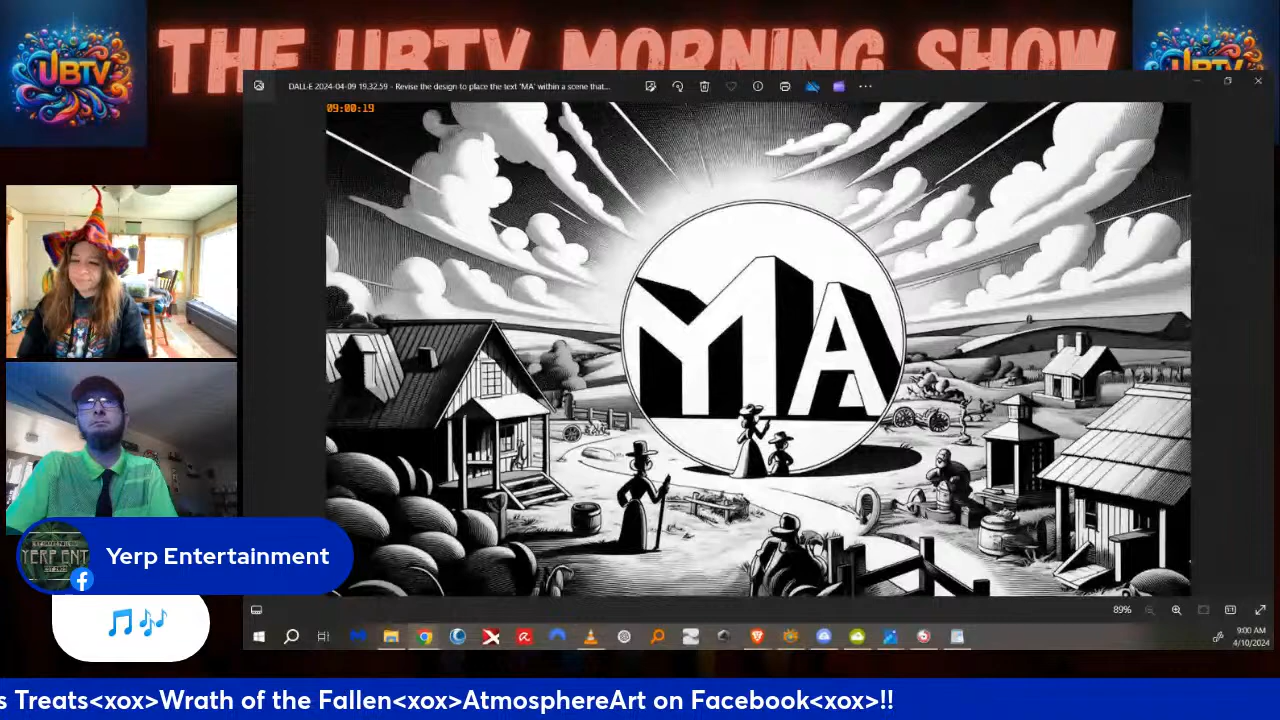 THE UBTV MORNING SHOW
UBTV
UBTV
DALL·E 2024-04-09 19.32.59 - Revise the design to place the text 'MA' within a scene that...
09:00:19
MA
YERP ENT
Yerp Entertainment
89%
9:00 AM
4/10/2024
s Treats<xox>Wrath of the Fallen<xox>AtmosphereArt on Facebook<xox>!!